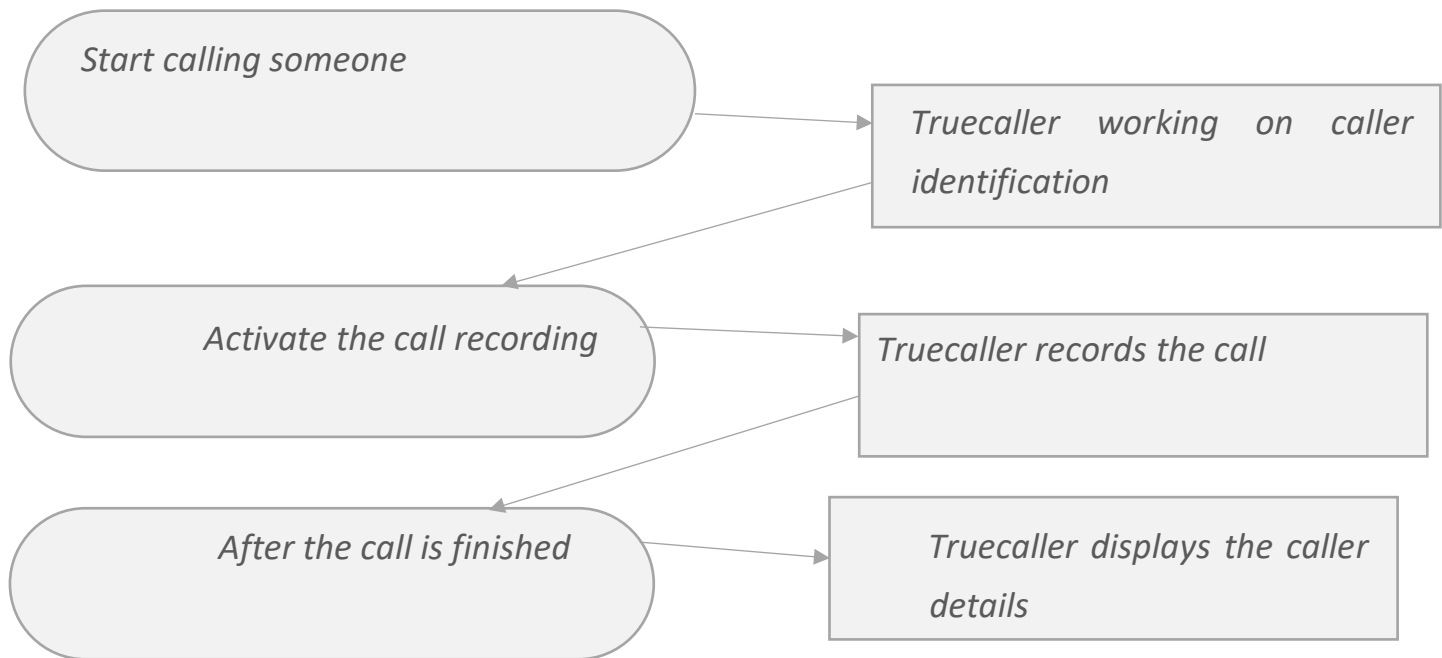 Start calling someone
Truecaller working on caller
identification
Activate the call recording
Truecaller records the call
After the call is finished
Truecaller displays the caller
details